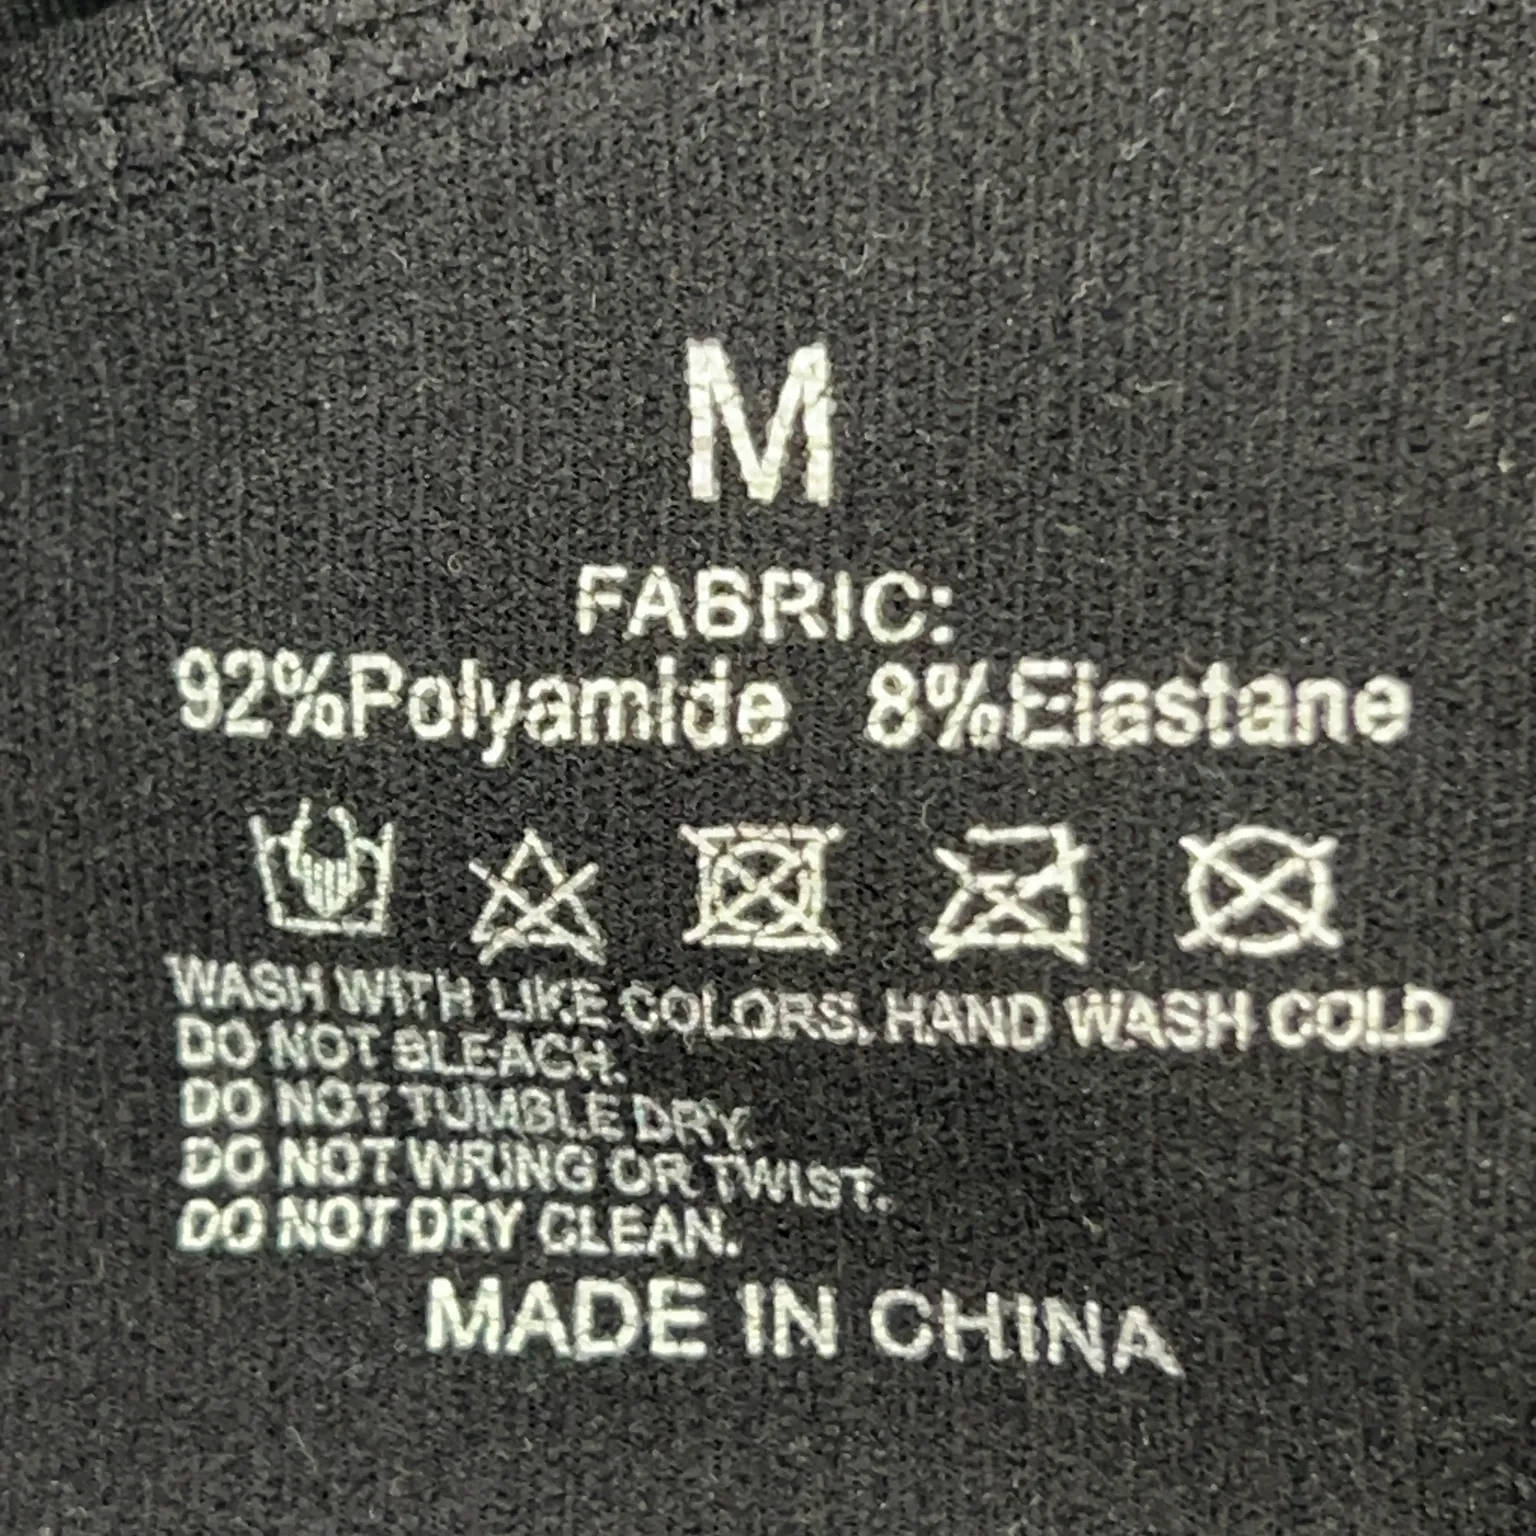 M
FABRIC:
92%Polyamide 8%Elastane
WASH WITH LIKE COLORS, HAND WASH COLD
DO NOT BLEACH.
DO NOT TUMBLE DRY.
DO NOT WRING OR TWIST.
DO NOT DRY CLEAN.
MADE IN CHINA